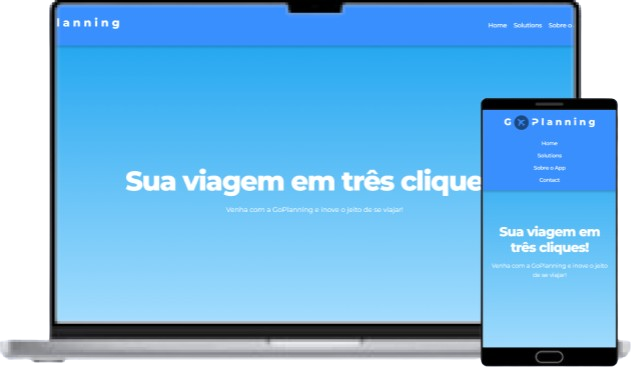 lanning
Home Solutions Sobre o
Sua viagem em três clique
Venha com a GoPlanning e inove o jeito de se viajar!
GoPlanning
Home
Solutions
Sobre o App
Contact
Sua viagem em
três cliques!
Venha com a GoPlanning e inove o jeito
de se viajar!